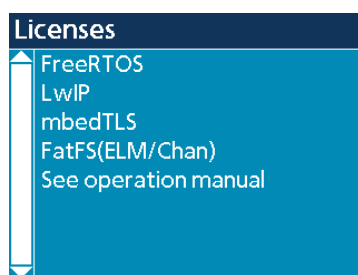 Licenses
FreeRTOS
LwIP
mbedTLS
FatFS(ELM/Chan)
See operation manual